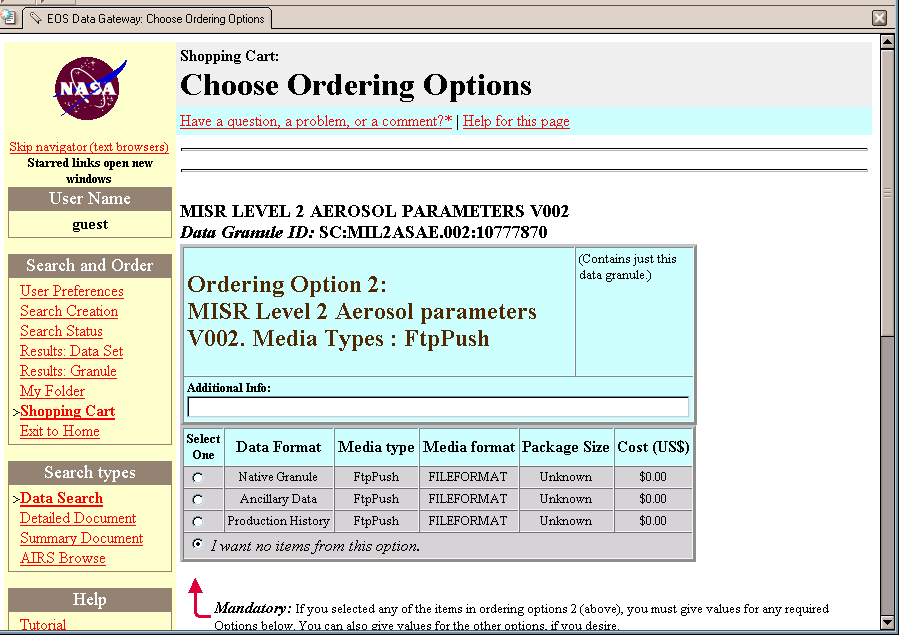 EOS Data Gateway: Choose Ordering Options
NASA
Skip navigator (text browsers)
Starred links open new
windows
User Name
guest
Search and Order
User Preferences
Search Creation
Search Status
Results: Data Set
Results: Granule
My Folder
>Shopping Cart
Exit to Home
Search types
>Data Search
Detailed Document
Summary Document
AIRS Browse
Help
Tutorial
Shopping Cart:
Choose Ordering Options
Have a question, a problem, or a comment?* | Help for this page
MISR LEVEL 2 AEROSOL PARAMETERS V002
Data Granule ID: SC:MIL2ASAE.002:10777870
Ordering Option 2:
MISR Level 2 Aerosol parameters
V002. Media Types : FtpPush
(Contains just this
data granule.)
Additional Info:
Select One Data Format Media type Media format Package Size Cost (US$)
Native Granule FtpPush FILEFORMAT Unknown $0.00
Ancillary Data FtpPush FILEFORMAT Unknown $0.00
Production History FtpPush FILEFORMAT Unknown $0.00
I want no items from this option.
Mandatory: If you selected any of the items in ordering options 2 (above), you must give values for any required
Options below. You can also give values for the other options, if you desire.